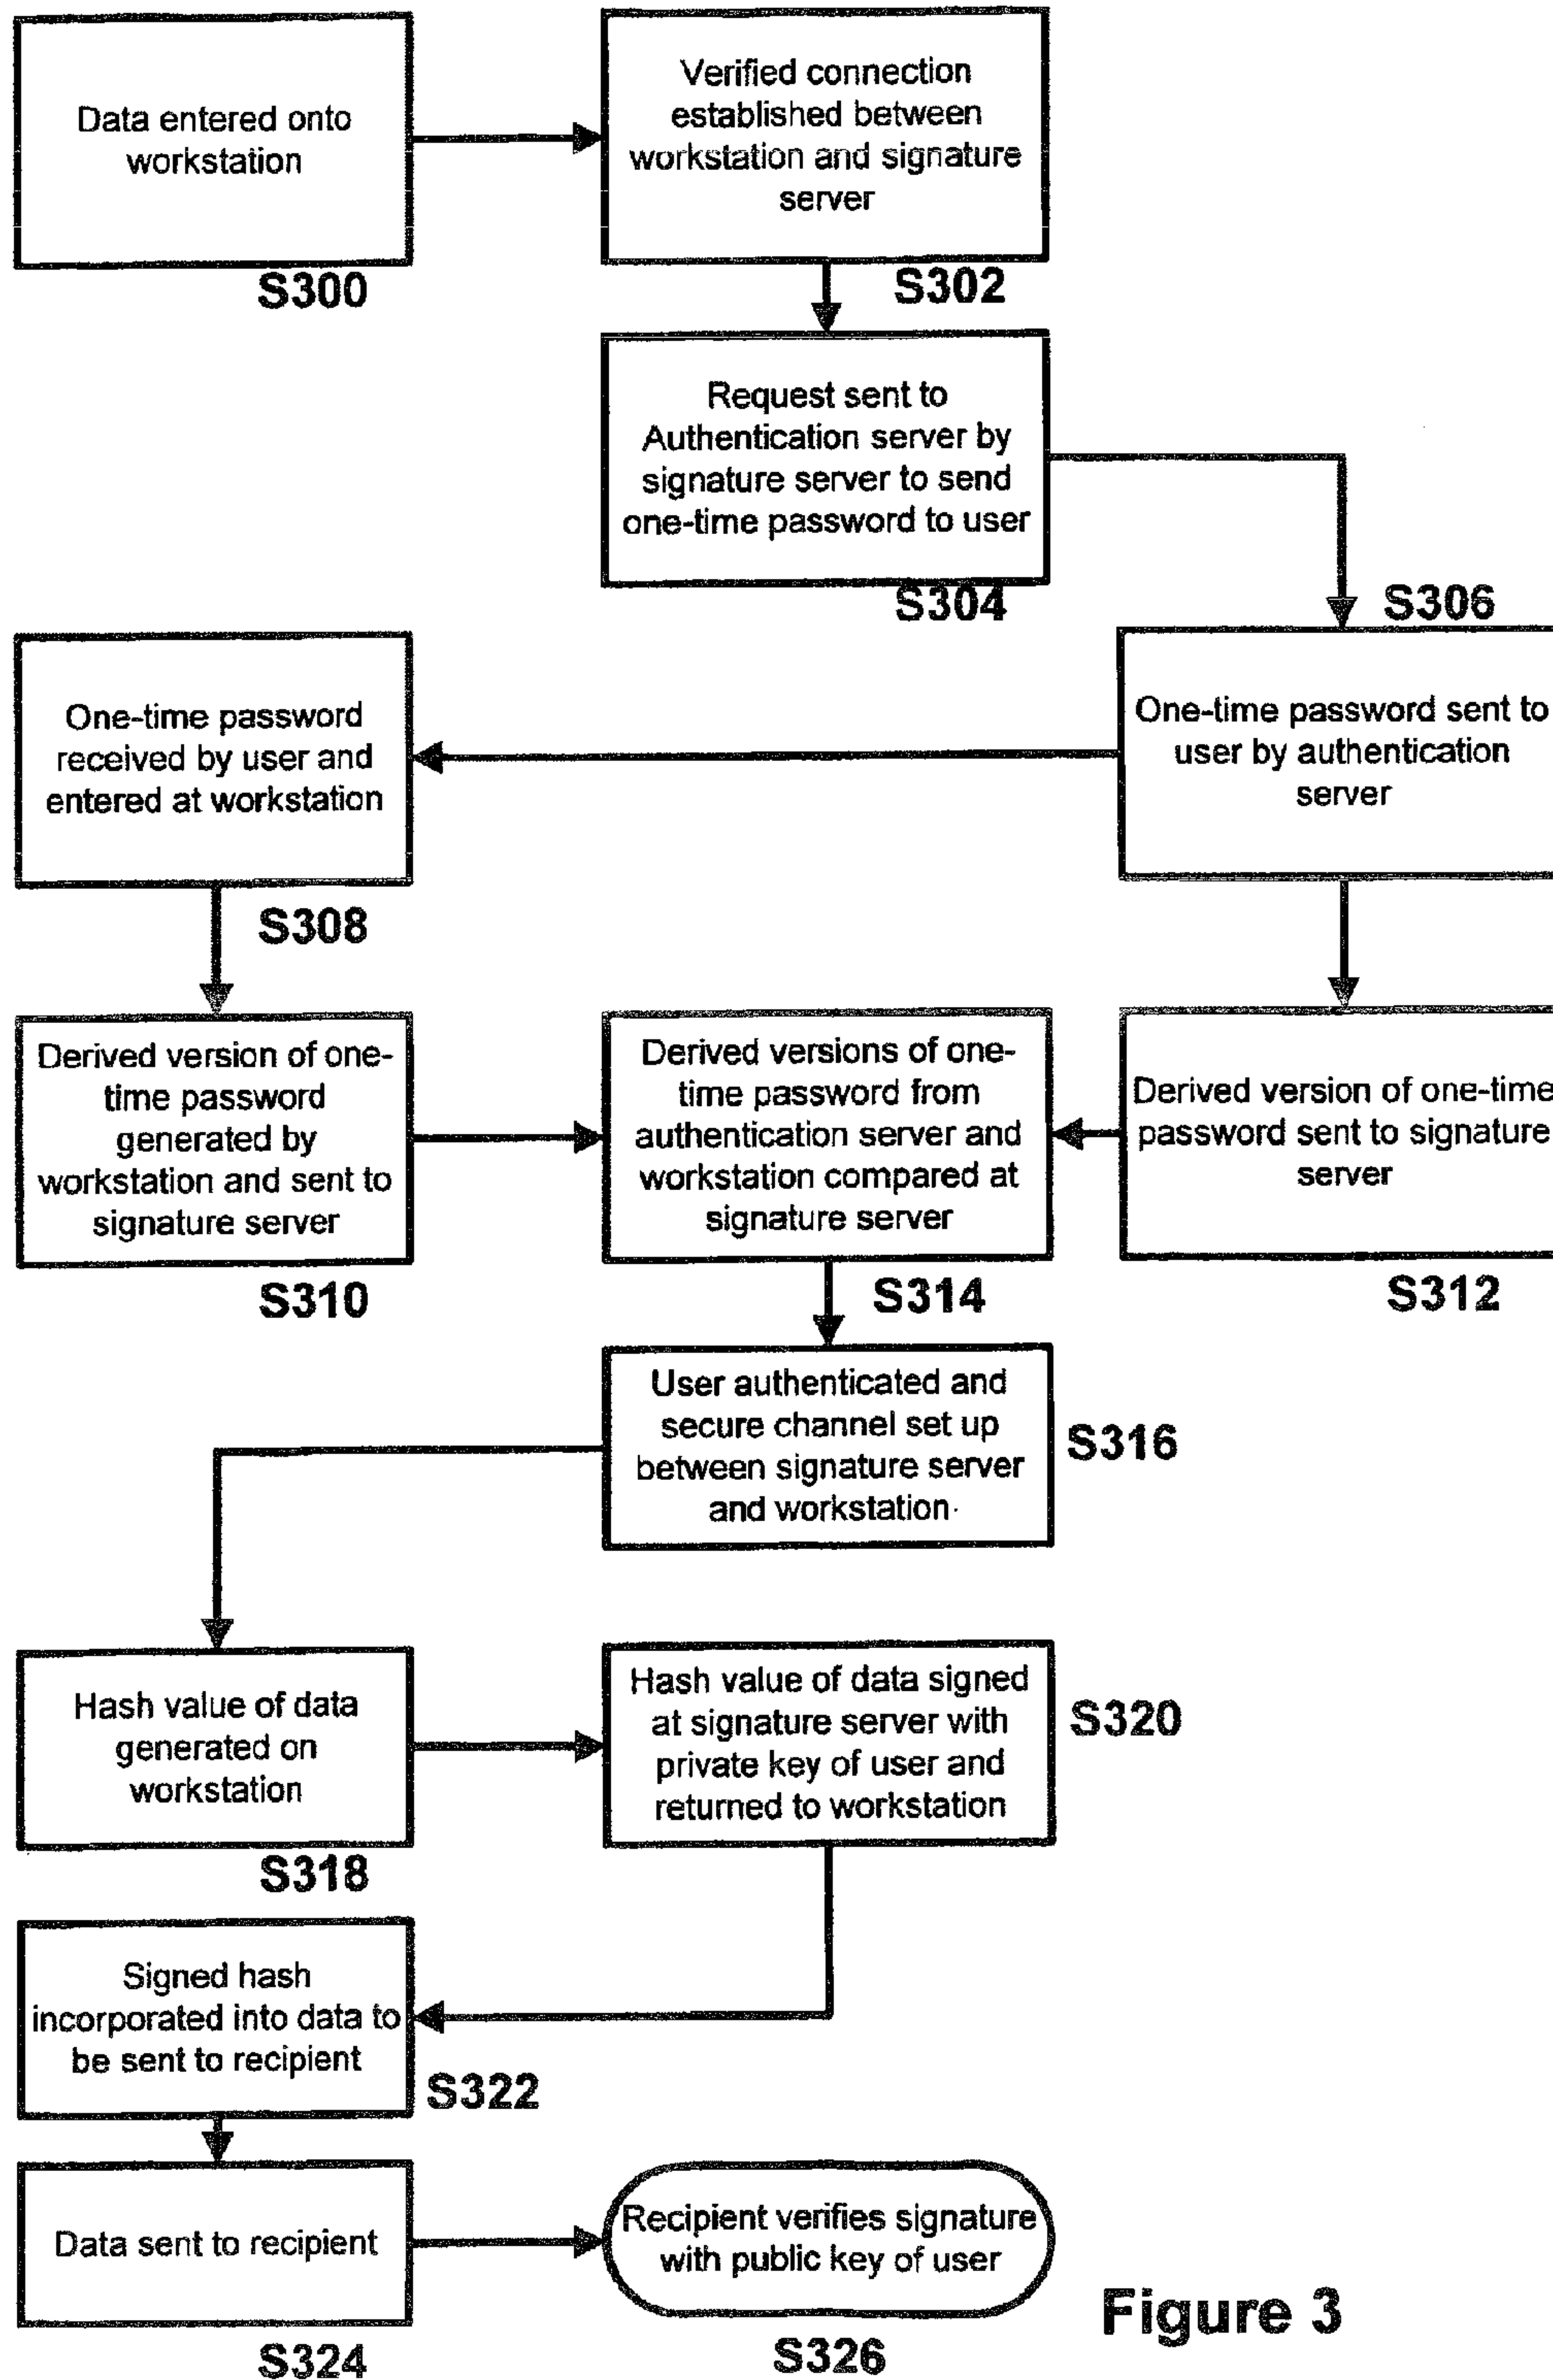 Data entered onto
workstation
S300
Verified connection
established between
workstation and signature
server
S302
Request sent to
Authentication server by
signature server to send
one-time password to user
S304
S306
One-time password sent to
user by authentication
server
One-time password
received by user and
entered at workstation
S308
Derived version of one-
time password
generated by
workstation and sent to
signature server
S310
Derived versions of one-
time password from
authentication server and
workstation compared at
signature server
S314
Derived version of one-time
password sent to signature
server
S312
User authenticated and
secure channel set up
between signature server
and workstation
S316
Hash value of data
generated on
workstation
S318
Hash value of data signed
at signature server with
private key of user and
returned to workstation
S320
Signed hash
incorporated into data to
be sent to recipient
S322
Data sent to recipient
S324
Recipient verifies signature
with public key of user
S326
Figure 3